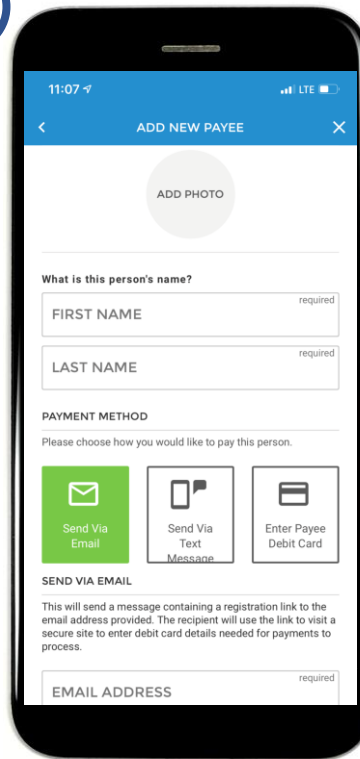 11:07 LTE
ADD NEW PAYEE
ADD PHOTO
What is this person's name?
required
FIRST NAME
required
LAST NAME
PAYMENT METHOD
Please choose how you would like to pay this person.
Send Via
Email
Send Via
Text
Message
Enter Payee
Debit Card
SEND VIA EMAIL
This will send a message containing a registration link to the
email address provided. The recipient will use the link to visit a
secure site to enter debit card details needed for payments to
process.
required
EMAIL ADDRESS